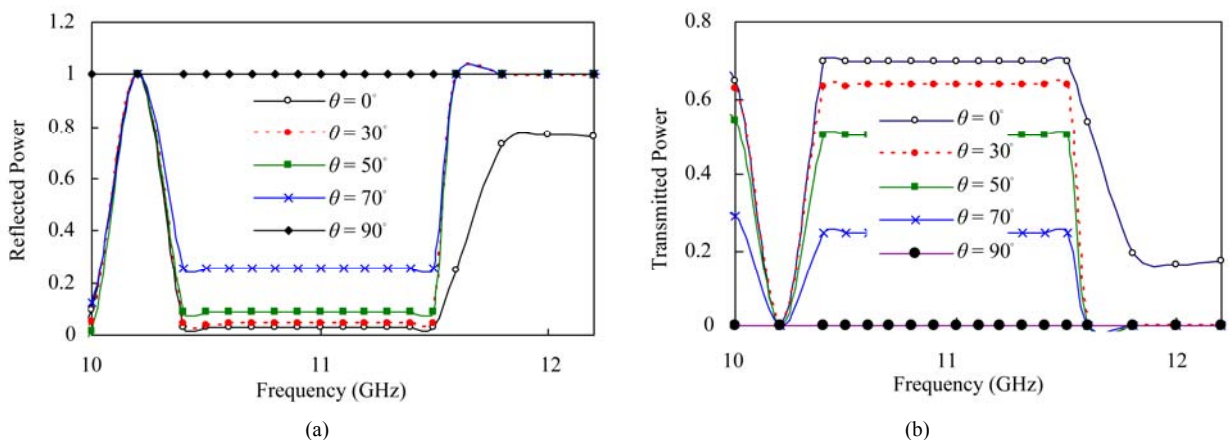 1.2
1
0.8
0.6
0.4
0.2
0
Reflected Power
10
11
12
Frequency (GHz)
θ = 0°
θ = 30°
θ = 50°
θ = 70°
θ = 90°
(a)
0.8
0.6
0.4
0.2
0
Transmitted Power
10
11
12
Frequency (GHz)
θ = 0°
θ = 30°
θ = 50°
θ = 70°
θ = 90°
(b)